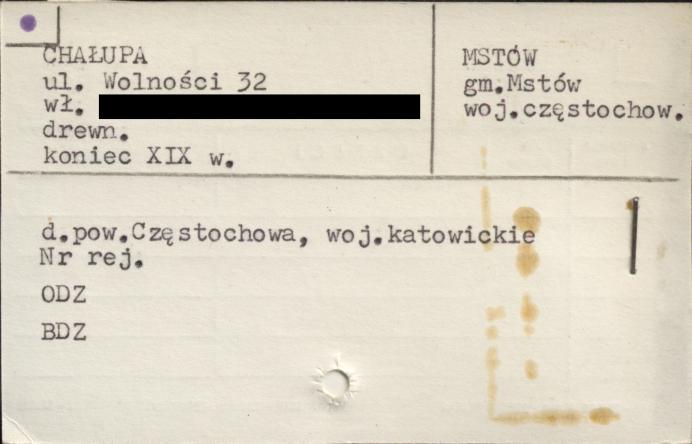 CHAŁUPA
ul. Wolności 32
wł.
drewn.
koniec XIX w.
MSTÓW
gm.Mstów
woj.częstochow.
d.pow.Częstochowa, woj.katowickie
Nr rej.
ODZ
BDZ